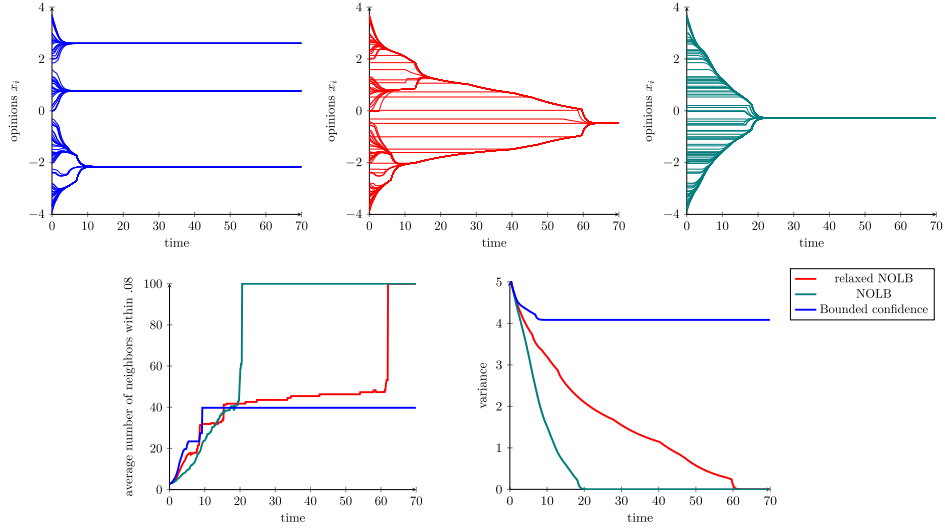 4
2
0
−2
−4
0 10 20 30 40 50 60 70
time
opinions xᵢ
4
2
0
−2
−4
0 10 20 30 40 50 60 70
time
opinions xᵢ
4
2
0
−2
−4
0 10 20 30 40 50 60 70
time
opinions xᵢ
100
80
60
40
20
0
0 10 20 30 40 50 60 70
time
average number of neighbors within .08
5
4
3
2
1
0
0 10 20 30 40 50 60 70
time
variance
relaxed NOLB
NOLB
Bounded confidence